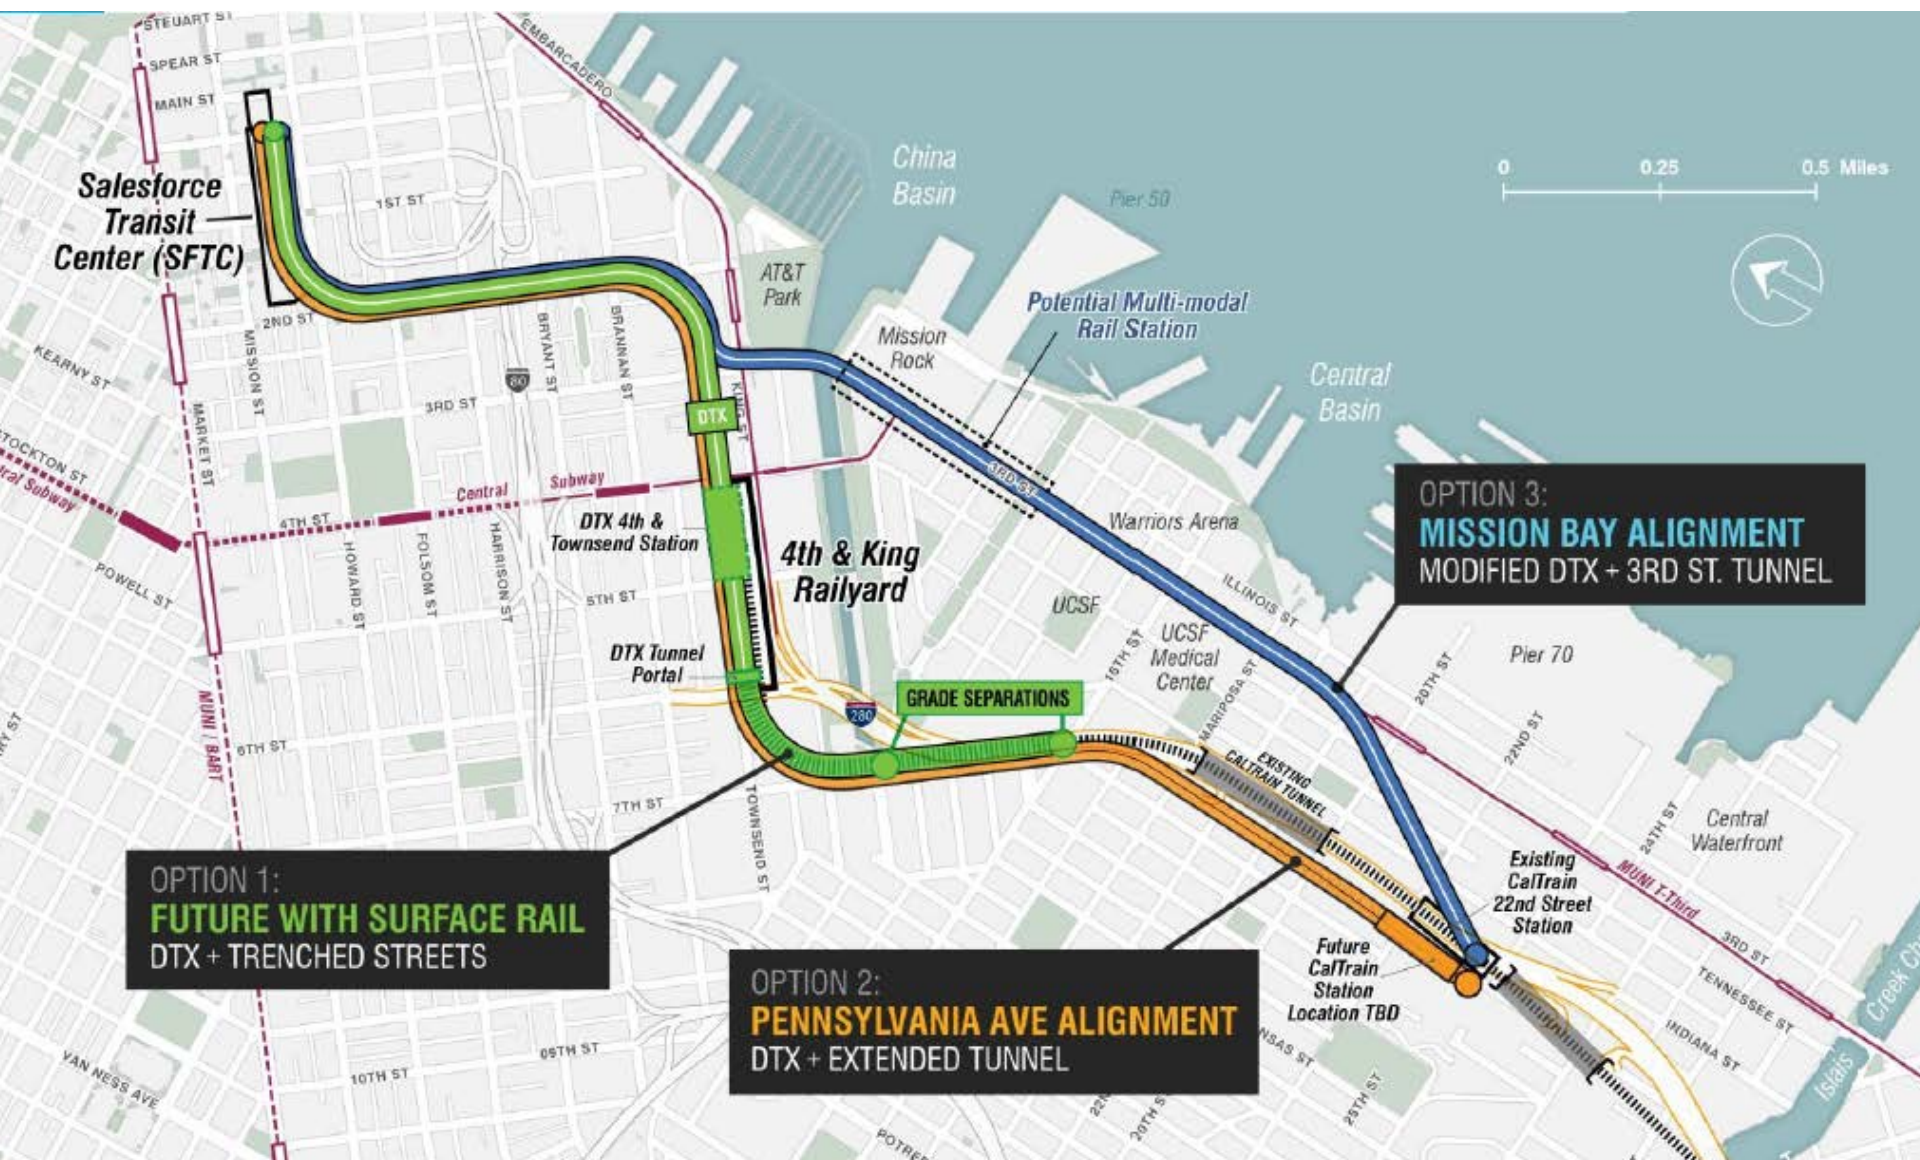 STEUART ST
SPEAR ST
MAIN ST
EMBARCADERO
Salesforce
Transit
Center (SFTC)
1ST ST
2ND ST
KEARNY ST
MISSION ST
MARKET ST
80
BRYANT ST
BRANNAN ST
3RD ST
DTX
KING ST
AT&T
Park
China
Basin
Pier 50
0 0.25 0.5 Miles
Mission
Rock
Potential Multi-modal
Rail Station
Central
Basin
3RD ST
STOCKTON ST
Central Subway
Central Subway
4TH ST
POWELL ST
HOWARD ST
FOLSOM ST
HARRISON ST
DTX 4th &
Townsend Station
4th & King
Railyard
5TH ST
DTX Tunnel
Portal
Warriors Arena
ILLINOIS ST
UCSF
16TH ST
UCSF
Medical
Center
MARIPOSA ST
OPTION 3:
MISSION BAY ALIGNMENT
MODIFIED DTX + 3RD ST. TUNNEL
20TH ST
Pier 70
22ND ST
MUNI / BART
6TH ST
280
GRADE SEPARATIONS
EXISTING
CALTRAIN TUNNEL
7TH ST
TOWNSEND ST
24TH ST
Central
Waterfront
OPTION 1:
FUTURE WITH SURFACE RAIL
DTX + TRENCHED STREETS
Existing
CalTrain
22nd Street
Station
MUNI T-Third
3RD ST
TENNESSEE ST
INDIANA ST
Future
CalTrain
Station
Location TBD
OPTION 2:
PENNSYLVANIA AVE ALIGNMENT
DTX + EXTENDED TUNNEL
09TH ST
10TH ST
VAN NESS AVE
NSAS ST
25TH ST
20TH S
22N
POTRE
Islais
Creek Ch